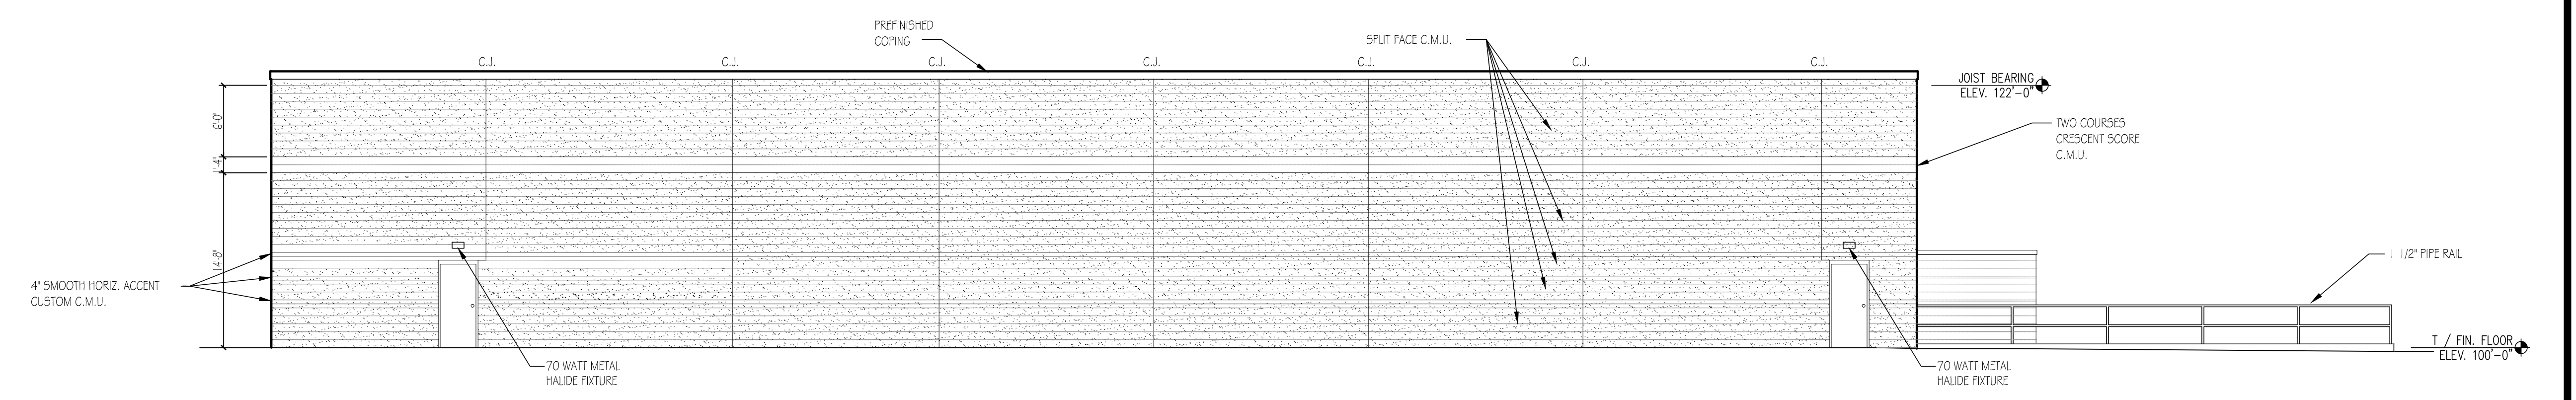 PREFINISHED
COPING
SPLIT FACE C.M.U.
C.J.
C.J.
C.J.
C.J.
C.J.
C.J.
C.J.
JOIST BEARING
ELEV. 122'-0"
6'-0"
1'-4"
14'-8"
TWO COURSES
CRESCENT SCORE
C.M.U.
4" SMOOTH HORIZ. ACCENT
CUSTOM C.M.U.
1 1/2" PIPE RAIL
70 WATT METAL
HALIDE FIXTURE
70 WATT METAL
HALIDE FIXTURE
T / FIN. FLOOR
ELEV. 100'-0"